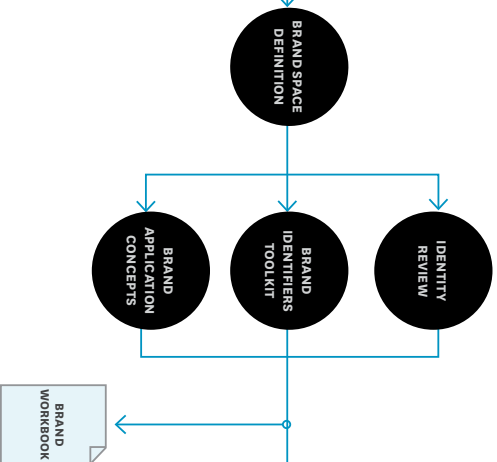 BRAND SPACE
DEFINITION
IDENTITY
REVIEW
BRAND
IDENTIFIERS
TOOLKIT
BRAND
APPLICATION
CONCEPTS
BRAND
WORKBOOK